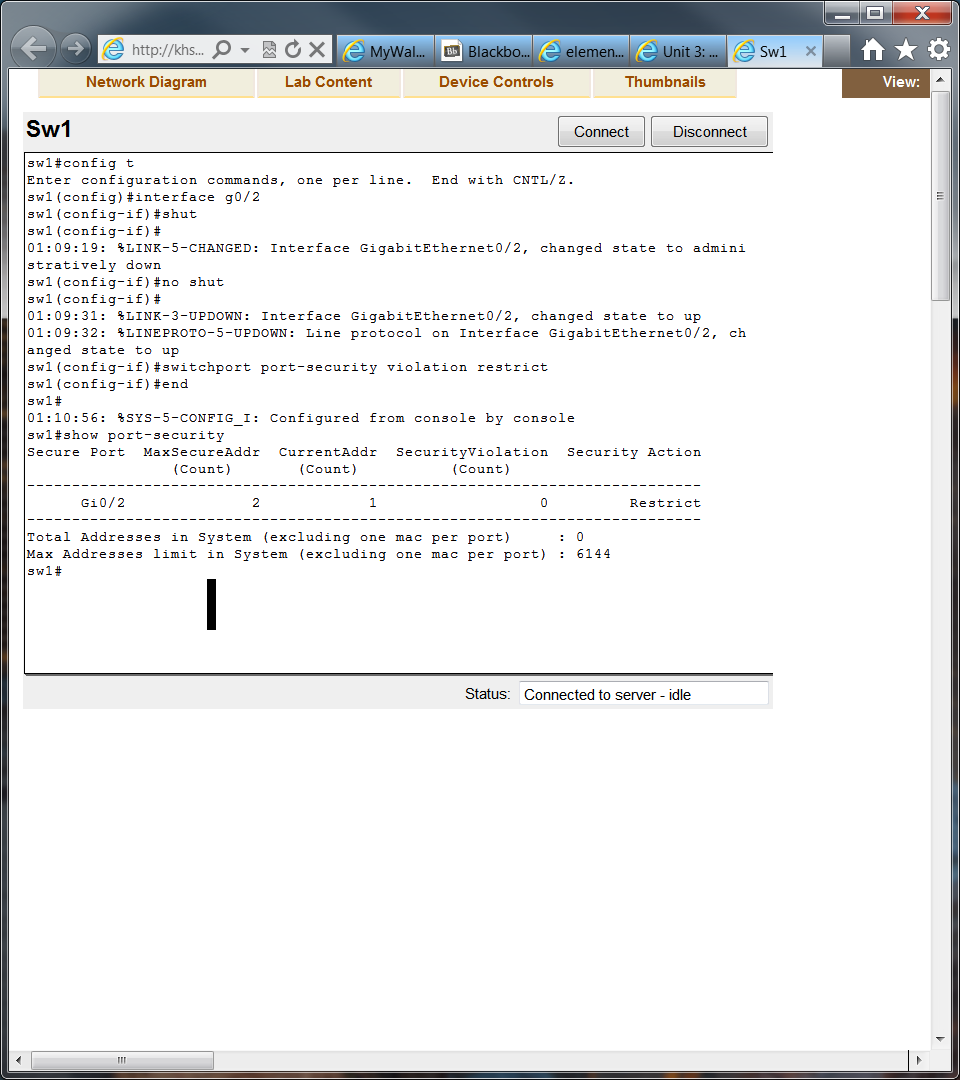 http://khs...
MyWal...
Bb
Blackbo...
elemen...
Unit 3: ...
Sw1
Network Diagram
Lab Content
Device Controls
Thumbnails
View:
Sw1
Connect
Disconnect
sw1#config t
Enter configuration commands, one per line.  End with CNTL/Z.
sw1(config)#interface g0/2
sw1(config-if)#shut
sw1(config-if)#
01:09:19: %LINK-5-CHANGED: Interface GigabitEthernet0/2, changed state to admini
stratively down
sw1(config-if)#no shut
sw1(config-if)#
01:09:31: %LINK-3-UPDOWN: Interface GigabitEthernet0/2, changed state to up
01:09:32: %LINEPROTO-5-UPDOWN: Line protocol on Interface GigabitEthernet0/2, ch
anged state to up
sw1(config-if)#switchport port-security violation restrict
sw1(config-if)#end
sw1#
01:10:56: %SYS-5-CONFIG_I: Configured from console by console
sw1#show port-security
Secure Port  MaxSecureAddr  CurrentAddr  SecurityViolation  Security Action
                (Count)       (Count)          (Count)
---------------------------------------------------------------------------
      Gi0/2              2            1                  0         Restrict
---------------------------------------------------------------------------
Total Addresses in System (excluding one mac per port)     : 0
Max Addresses limit in System (excluding one mac per port) : 6144
sw1#
Status:
Connected to server - idle